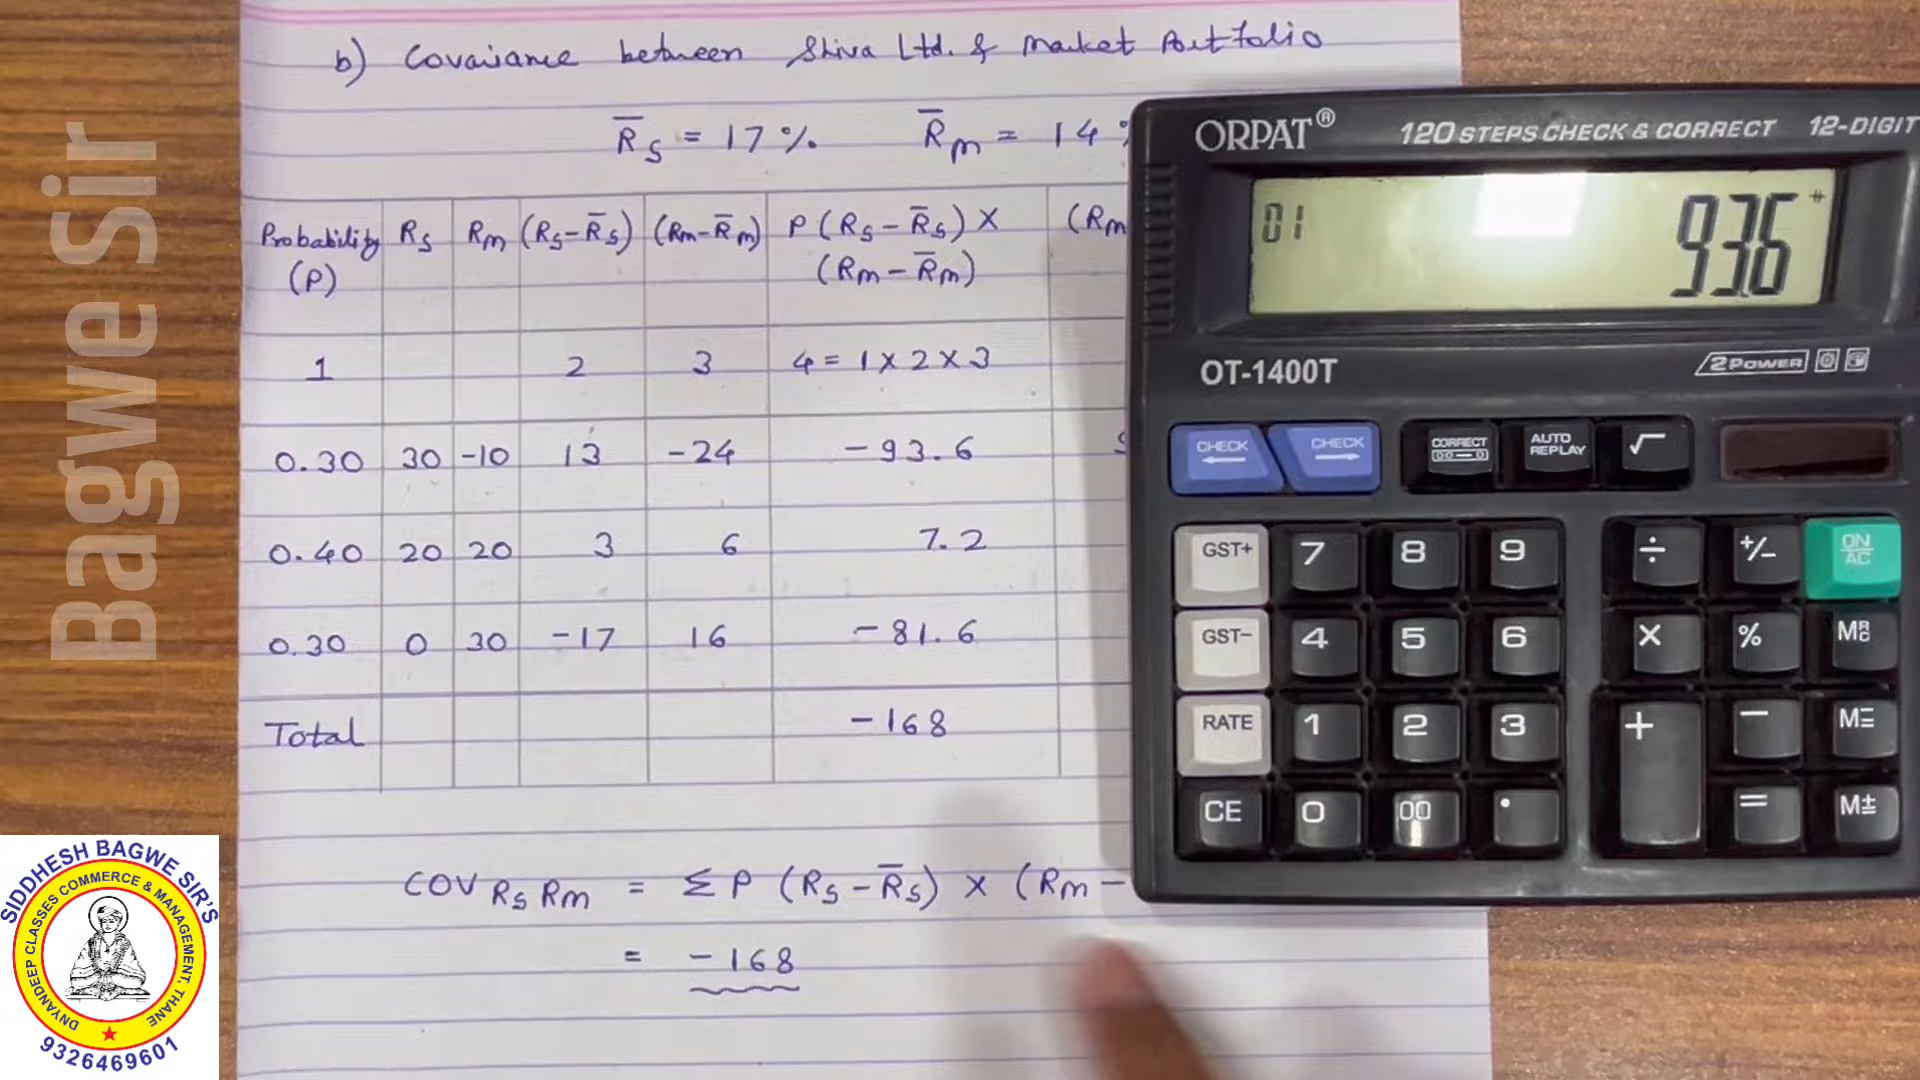 b) Covariance between Shiva Ltd. & Market Portfolio
R̅s = 17 %. R̅m = 14 %
Probability (P) Rs Rm (Rs-R̅s) (Rm-R̅m) P (Rs-R̅s) X (Rm-R̅m) (Rm
1 2 3 4 = 1 x 2 x 3
0.30 30 -10 13 -24 -93.6
0.40 20 20 3 6 7.2
0.30 0 30 -17 16 -81.6
Total -168
COV Rs Rm = Σ P (Rs-R̅s) x (Rm -
= -168
ORPAT® 120 STEPS CHECK & CORRECT 12-DIGIT
01 93.6
OT-1400T 2 POWER
CHECK CHECK CORRECT AUTO REPLAY √
GST+ 7 8 9 ÷ +/- ON/AC
GST- 4 5 6 X %
RATE 1 2 3 + - M=
CE 0 00 • = M±
Bagwe Sir
SIDDHESH BAGWE SIR'S
DNYANDEEP CLASSES COMMERCE & MANAGEMENT, THANE
9326469601